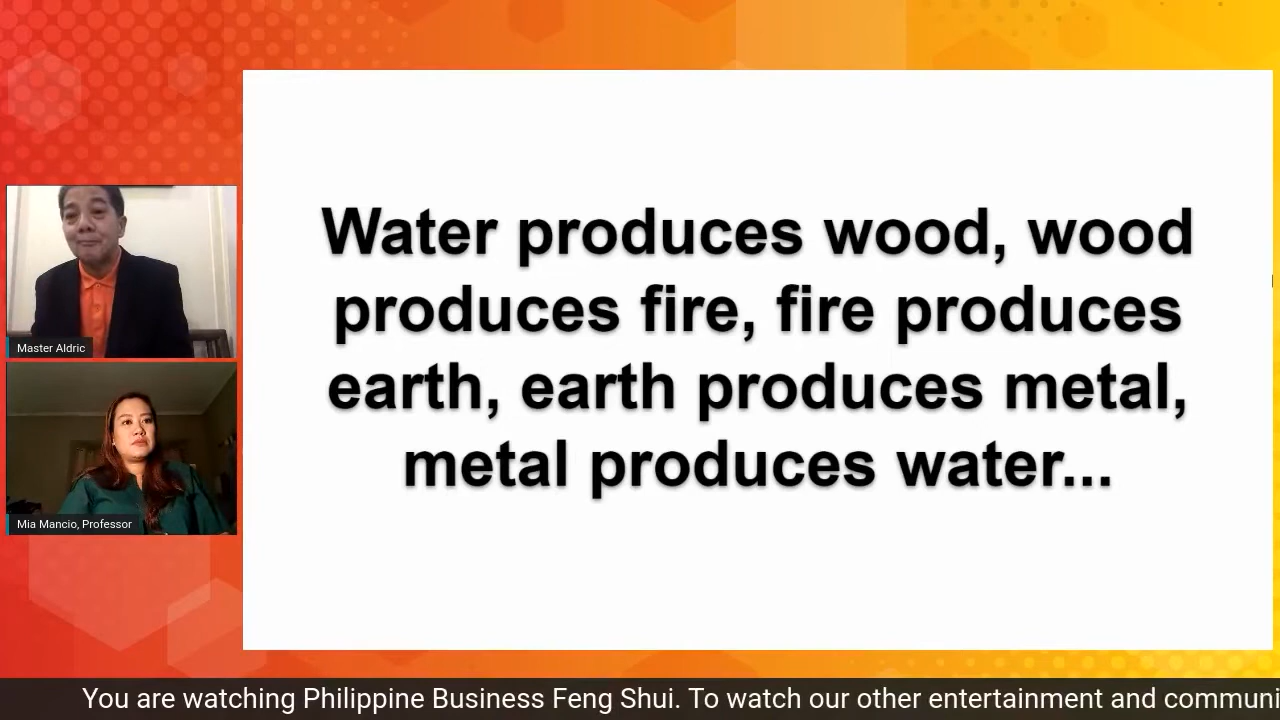 Water produces wood, wood
produces fire, fire produces
earth, earth produces metal,
metal produces water...
Master Aldric
Mia Mancio, Professor
You are watching Philippine Business Feng Shui. To watch our other entertainment and communi